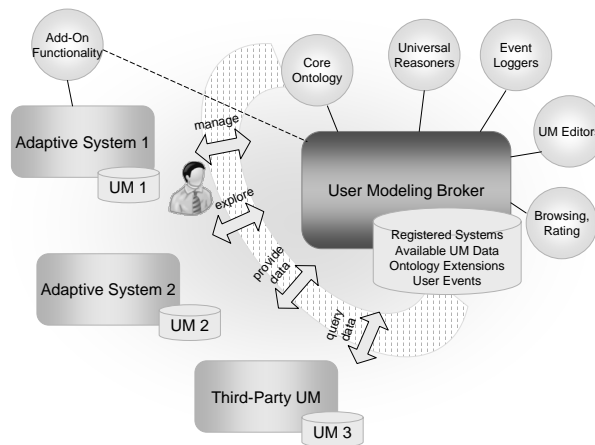 Add-On
Functionality
Core
Ontology
Universal
Reasoners
Event
Loggers
UM Editors
Browsing,
Rating
Adaptive System 1
UM 1
manage
explore
provide
data
query
data
User Modeling Broker
Registered Systems
Available UM Data
Ontology Extensions
User Events
Adaptive System 2
UM 2
Third-Party UM
UM 3